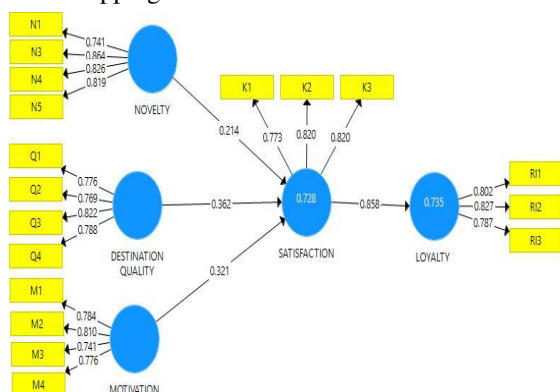 N1
N3
N4
N5
0.741
0.864
0.826
0.819
NOVELTY
K1
K2
K3
0.773
0.820
0.820
0.214
Q1
Q2
Q3
Q4
0.776
0.769
0.822
0.788
DESTINATION
QUALITY
0.362
0.728
SATISFACTION
0.858
0.735
LOYALTY
0.802
0.827
0.787
RI1
RI2
RI3
0.321
M1
M2
M3
M4
0.784
0.810
0.741
0.776
MOTIVATION